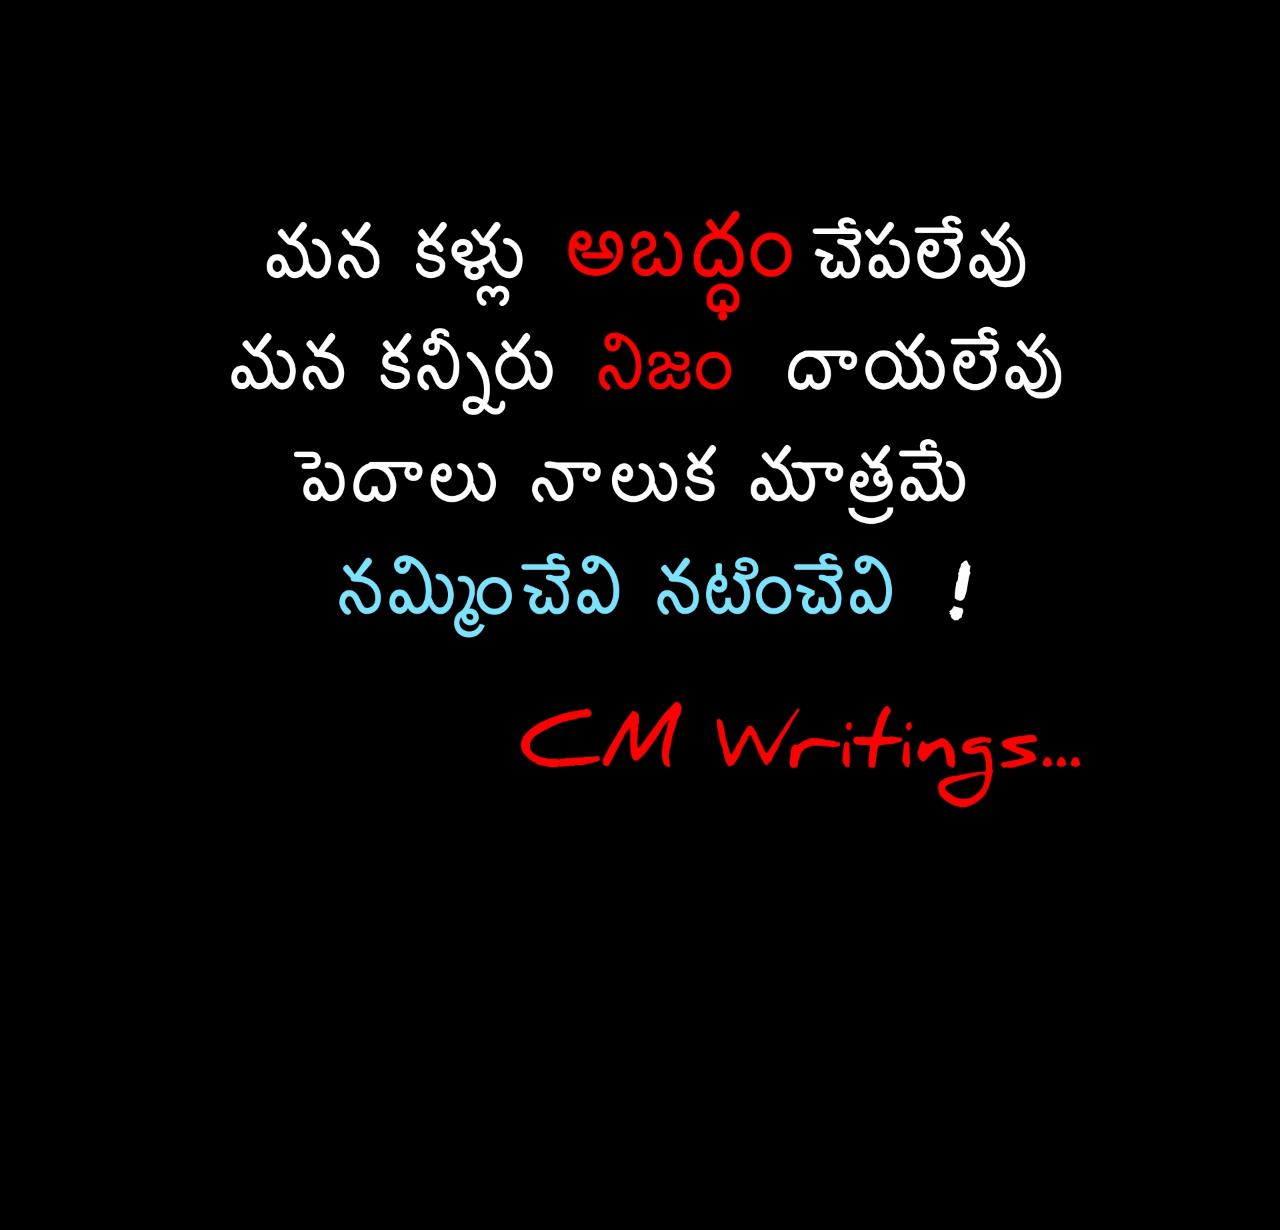 మన కళ్లు అబద్ధం చేపలేవు
మన కన్నీరు నిజం దాయలేవు
పెదాలు నాలుక మాత్రమే
నమ్మించేవి నటించేవి !
CM Writings...